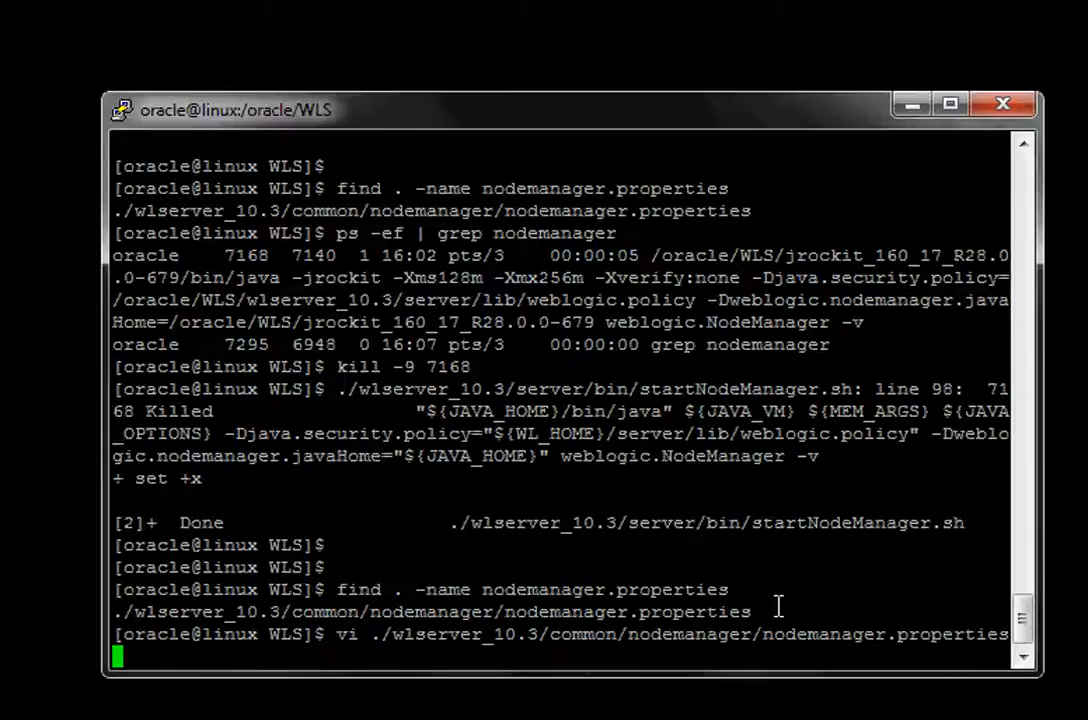 oracle@linux:/oracle/WLS
[oracle@linux WLS]$
[oracle@linux WLS]$ find . -name nodemanager.properties
./wlserver_10.3/common/nodemanager/nodemanager.properties
[oracle@linux WLS]$ ps -ef | grep nodemanager
oracle    7168  7140  1 16:02 pts/3    00:00:05 /oracle/WLS/jrockit_160_17_R28.0
.0-679/bin/java -jrockit -Xms128m -Xmx256m -Xverify:none -Djava.security.policy=
/oracle/WLS/wlserver_10.3/server/lib/weblogic.policy -Dweblogic.nodemanager.java
Home=/oracle/WLS/jrockit_160_17_R28.0.0-679 weblogic.NodeManager -v
oracle    7295  6948  0 16:07 pts/3    00:00:00 grep nodemanager
[oracle@linux WLS]$ kill -9 7168
[oracle@linux WLS]$ ./wlserver_10.3/server/bin/startNodeManager.sh: line 98:  71
68 Killed                  "${JAVA_HOME}/bin/java" ${JAVA_VM} ${MEM_ARGS} ${JAVA
_OPTIONS} -Djava.security.policy="${WL_HOME}/server/lib/weblogic.policy" -Dweblo
gic.nodemanager.javaHome="${JAVA_HOME}" weblogic.NodeManager -v
+ set +x
[2]+  Done                    ./wlserver_10.3/server/bin/startNodeManager.sh
[oracle@linux WLS]$
[oracle@linux WLS]$
[oracle@linux WLS]$ find . -name nodemanager.properties
./wlserver_10.3/common/nodemanager/nodemanager.properties
[oracle@linux WLS]$ vi ./wlserver_10.3/common/nodemanager/nodemanager.properties